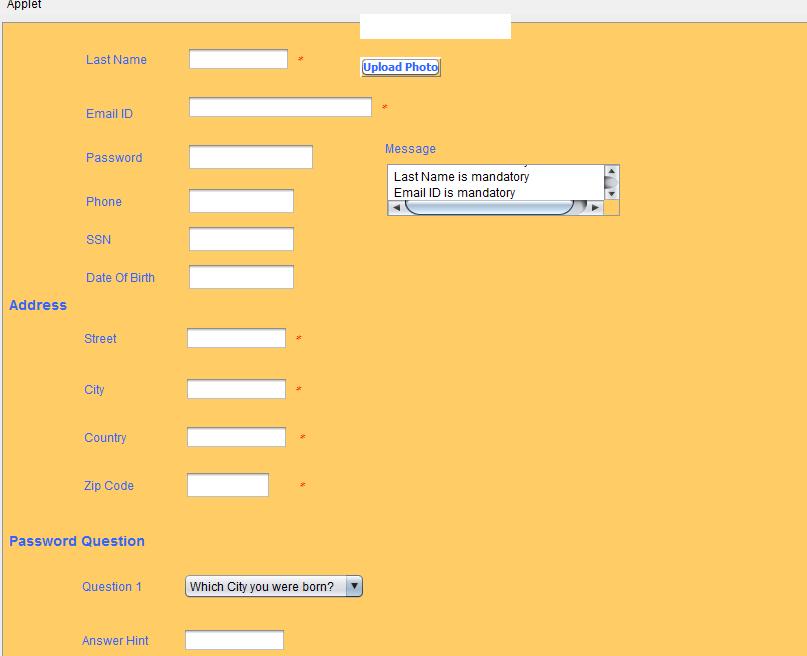 Applet
Last Name *
Upload Photo
Email ID *
Password
Message
Last Name is mandatory
Email ID is mandatory
Phone
SSN
Date Of Birth
Address
Street *
City *
Country *
Zip Code *
Password Question
Question 1 Which City you were born?
Answer Hint